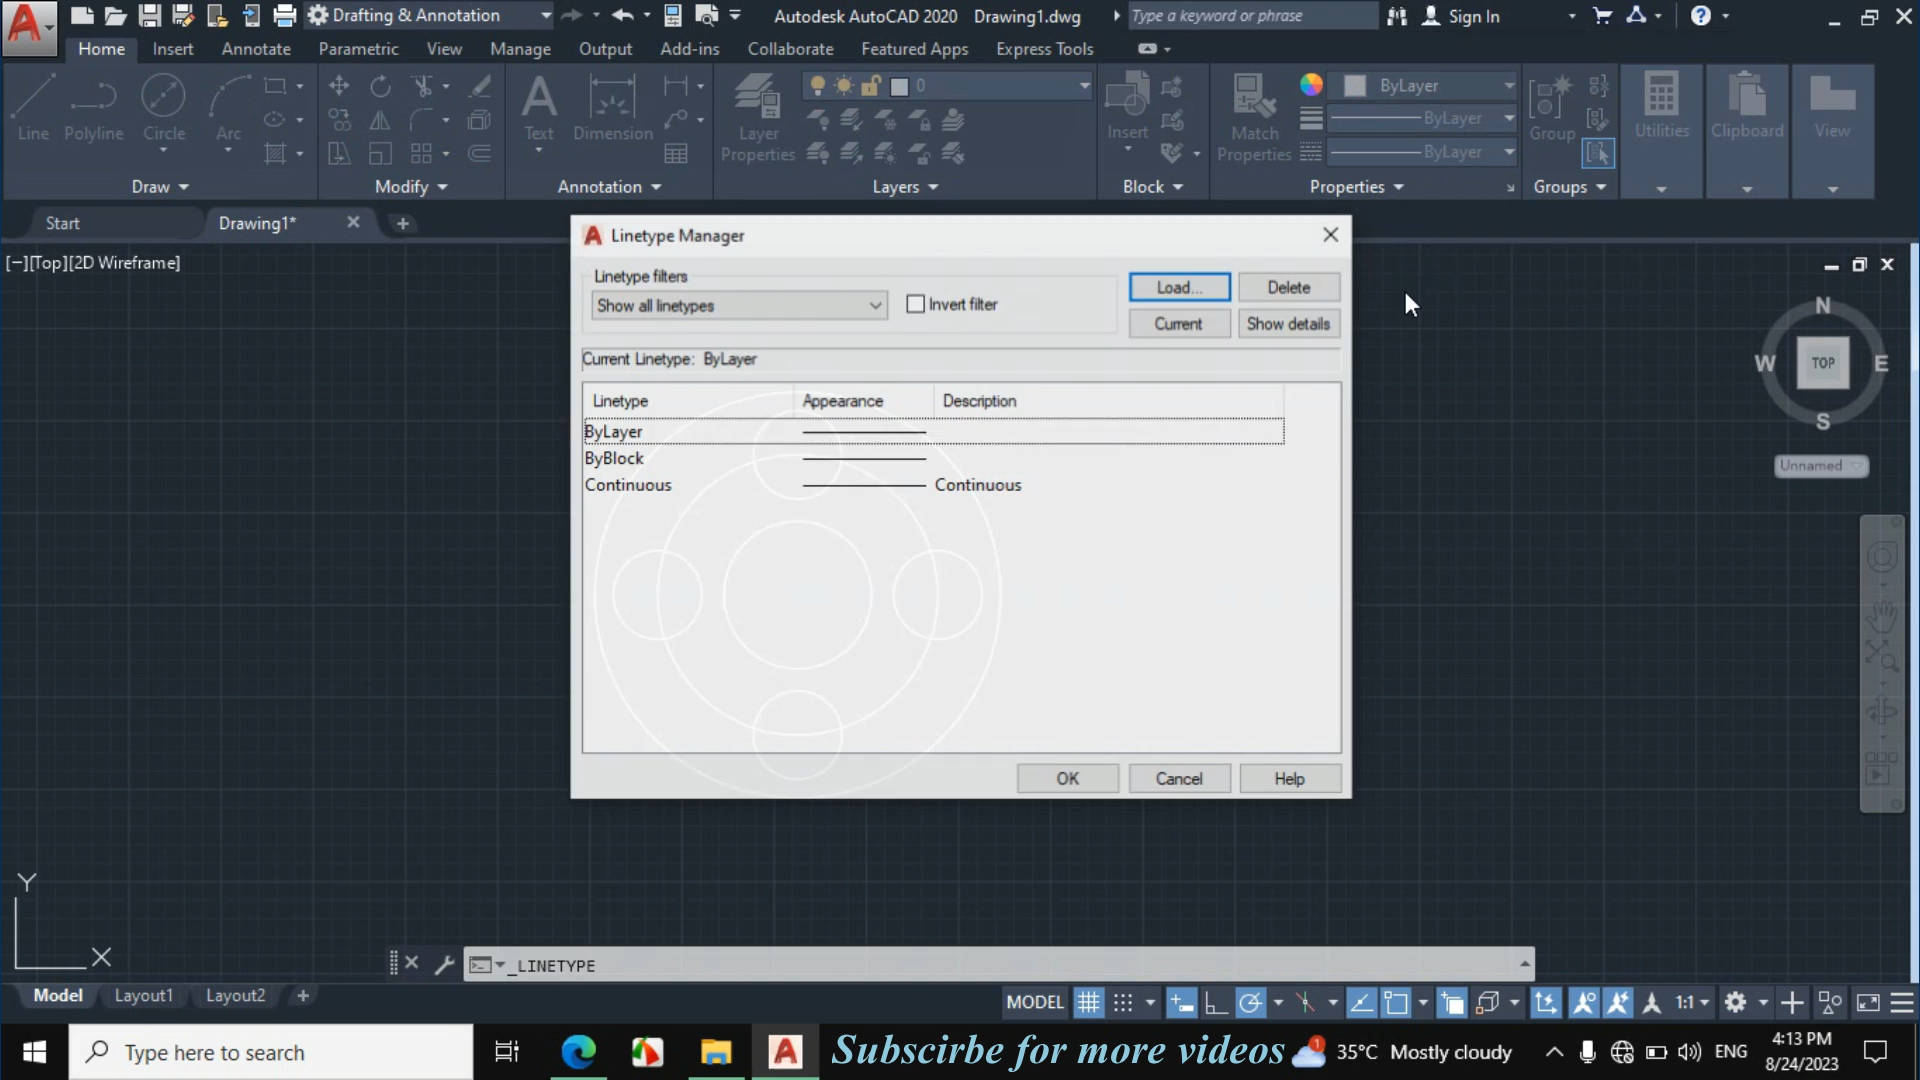 Drafting & Annotation
Autodesk AutoCAD 2020 Drawing1.dwg
Type a keyword or phrase
Sign In
Home Insert Annotate Parametric View Manage Output Add-ins Collaborate Featured Apps Express Tools
Line Polyline Circle Arc
Draw
Modify
Text Dimension
Annotation
Layer
Properties
0
Layers
Insert
Block
Match
Properties
ByLayer
ByLayer
ByLayer
Properties
Group
Groups
Utilities
Clipboard
View
Start
Drawing1*
[−][Top][2D Wireframe]
Linetype Manager
Linetype filters
Show all linetypes
Invert filter
Load...
Delete
Current
Show details
Current Linetype: ByLayer
Linetype Appearance Description
ByLayer
ByBlock
Continuous Continuous
OK
Cancel
Help
N
W TOP E
S
Unnamed
Y
X
_LINETYPE
Model Layout1 Layout2
MODEL
1:1
Type here to search
Subscirbe for more videos
1
35°C Mostly cloudy
ENG
4:13 PM
8/24/2023